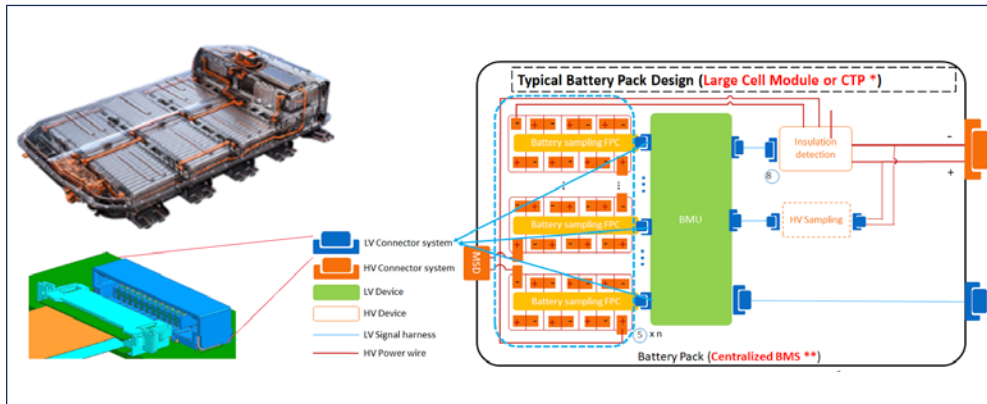 Typical Battery Pack Design (Large Cell Module or CTP *)
Battery sampling FPC
Insulation
detection
-
+
8
BMU
HV Sampling
Battery sampling FPC
MSD
LV Connector system
HV Connector system
LV Device
HV Device
LV Signal harness
HV Power wire
Battery sampling FPC
5 x n
Battery Pack (Centralized BMS **)